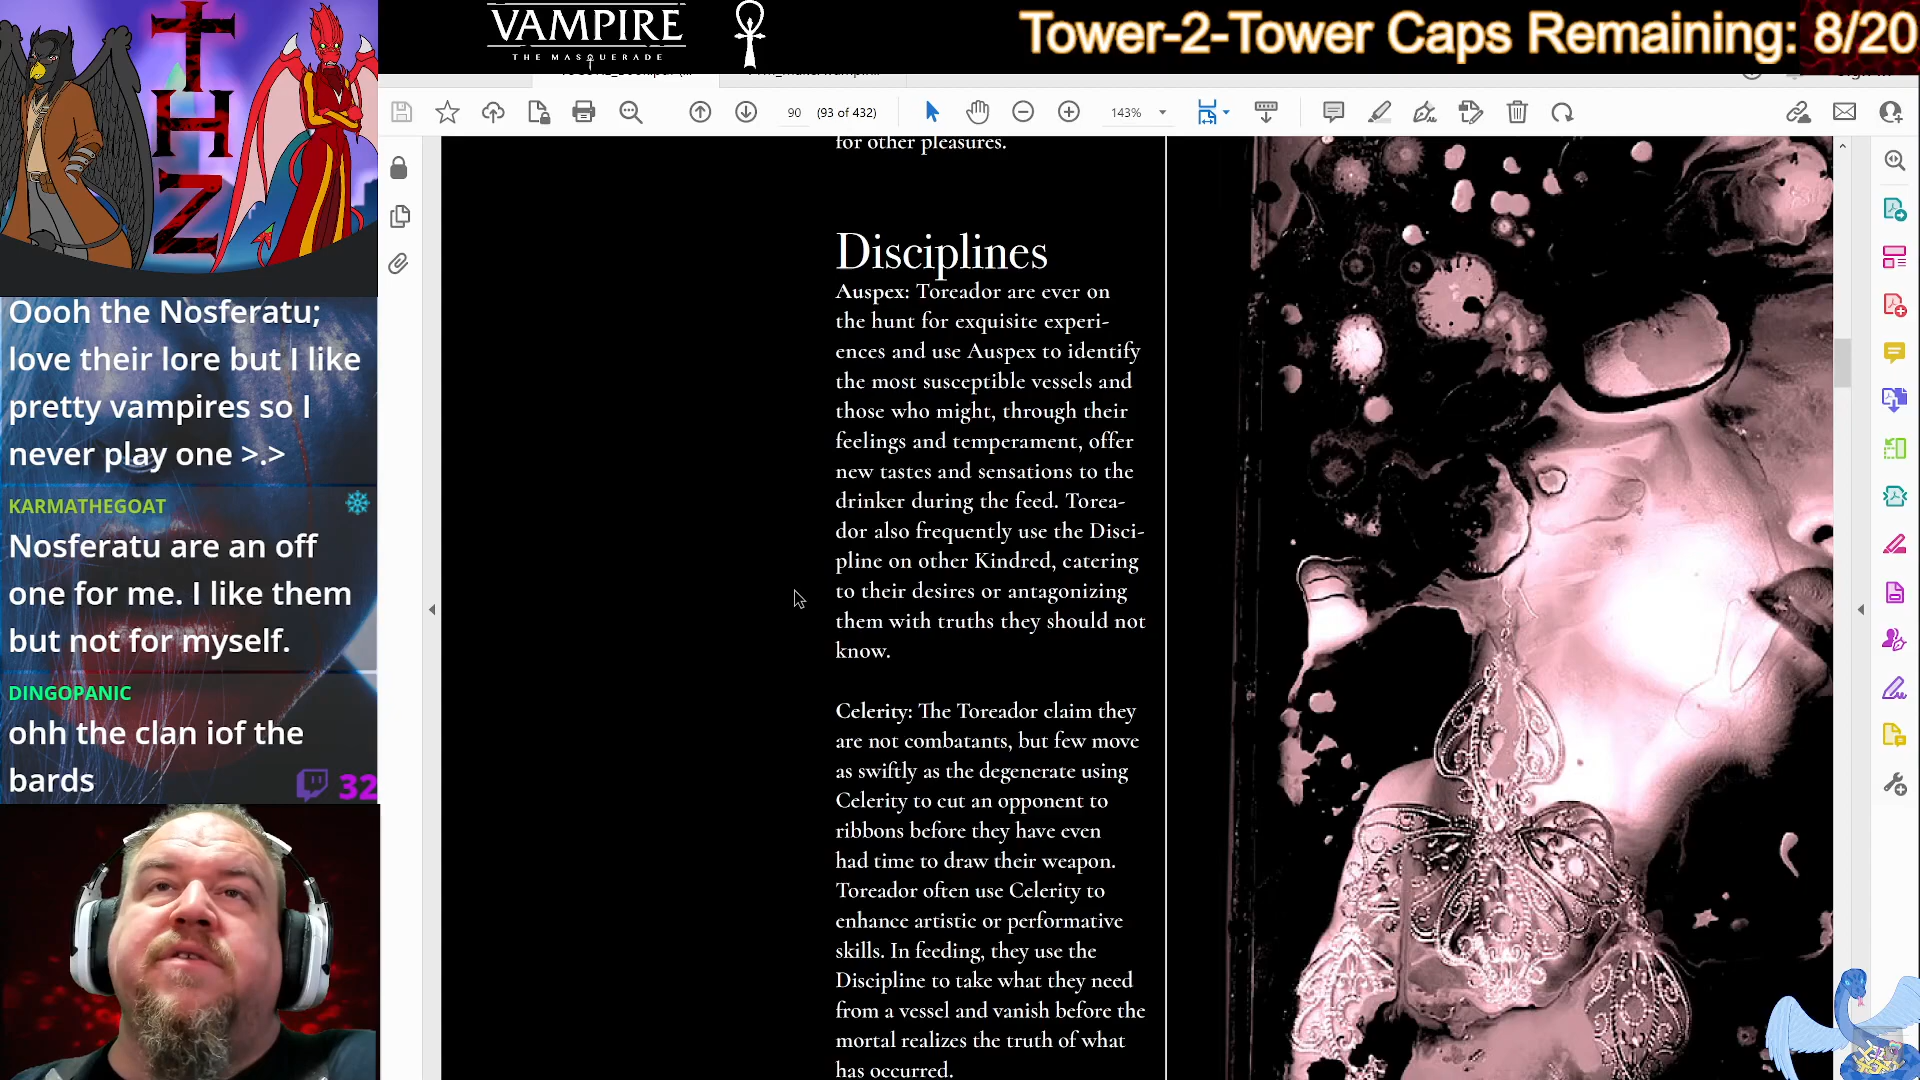 THZ
VAMPIRE
THE MASQUERADE
Tower-2-Tower Caps Remaining: 8/20
90 (93 of 432)
143%
Oooh the Nosferatu;
love their lore but I like
pretty vampires so I
never play one >.>
KARMATHEGOAT
Nosferatu are an off
one for me. I like them
but not for myself.
DINGOPANIC
ohh the clan iof the
bards
32
for other pleasures.
Disciplines
Auspex: Toreador are ever on
the hunt for exquisite experi-
ences and use Auspex to identify
the most susceptible vessels and
those who might, through their
feelings and temperament, offer
new tastes and sensations to the
drinker during the feed. Torea-
dor also frequently use the Disci-
pline on other Kindred, catering
to their desires or antagonizing
them with truths they should not
know.
Celerity: The Toreador claim they
are not combatants, but few move
as swiftly as the degenerate using
Celerity to cut an opponent to
ribbons before they have even
had time to draw their weapon.
Toreador often use Celerity to
enhance artistic or performative
skills. In feeding, they use the
Discipline to take what they need
from a vessel and vanish before the
mortal realizes the truth of what
has occurred.